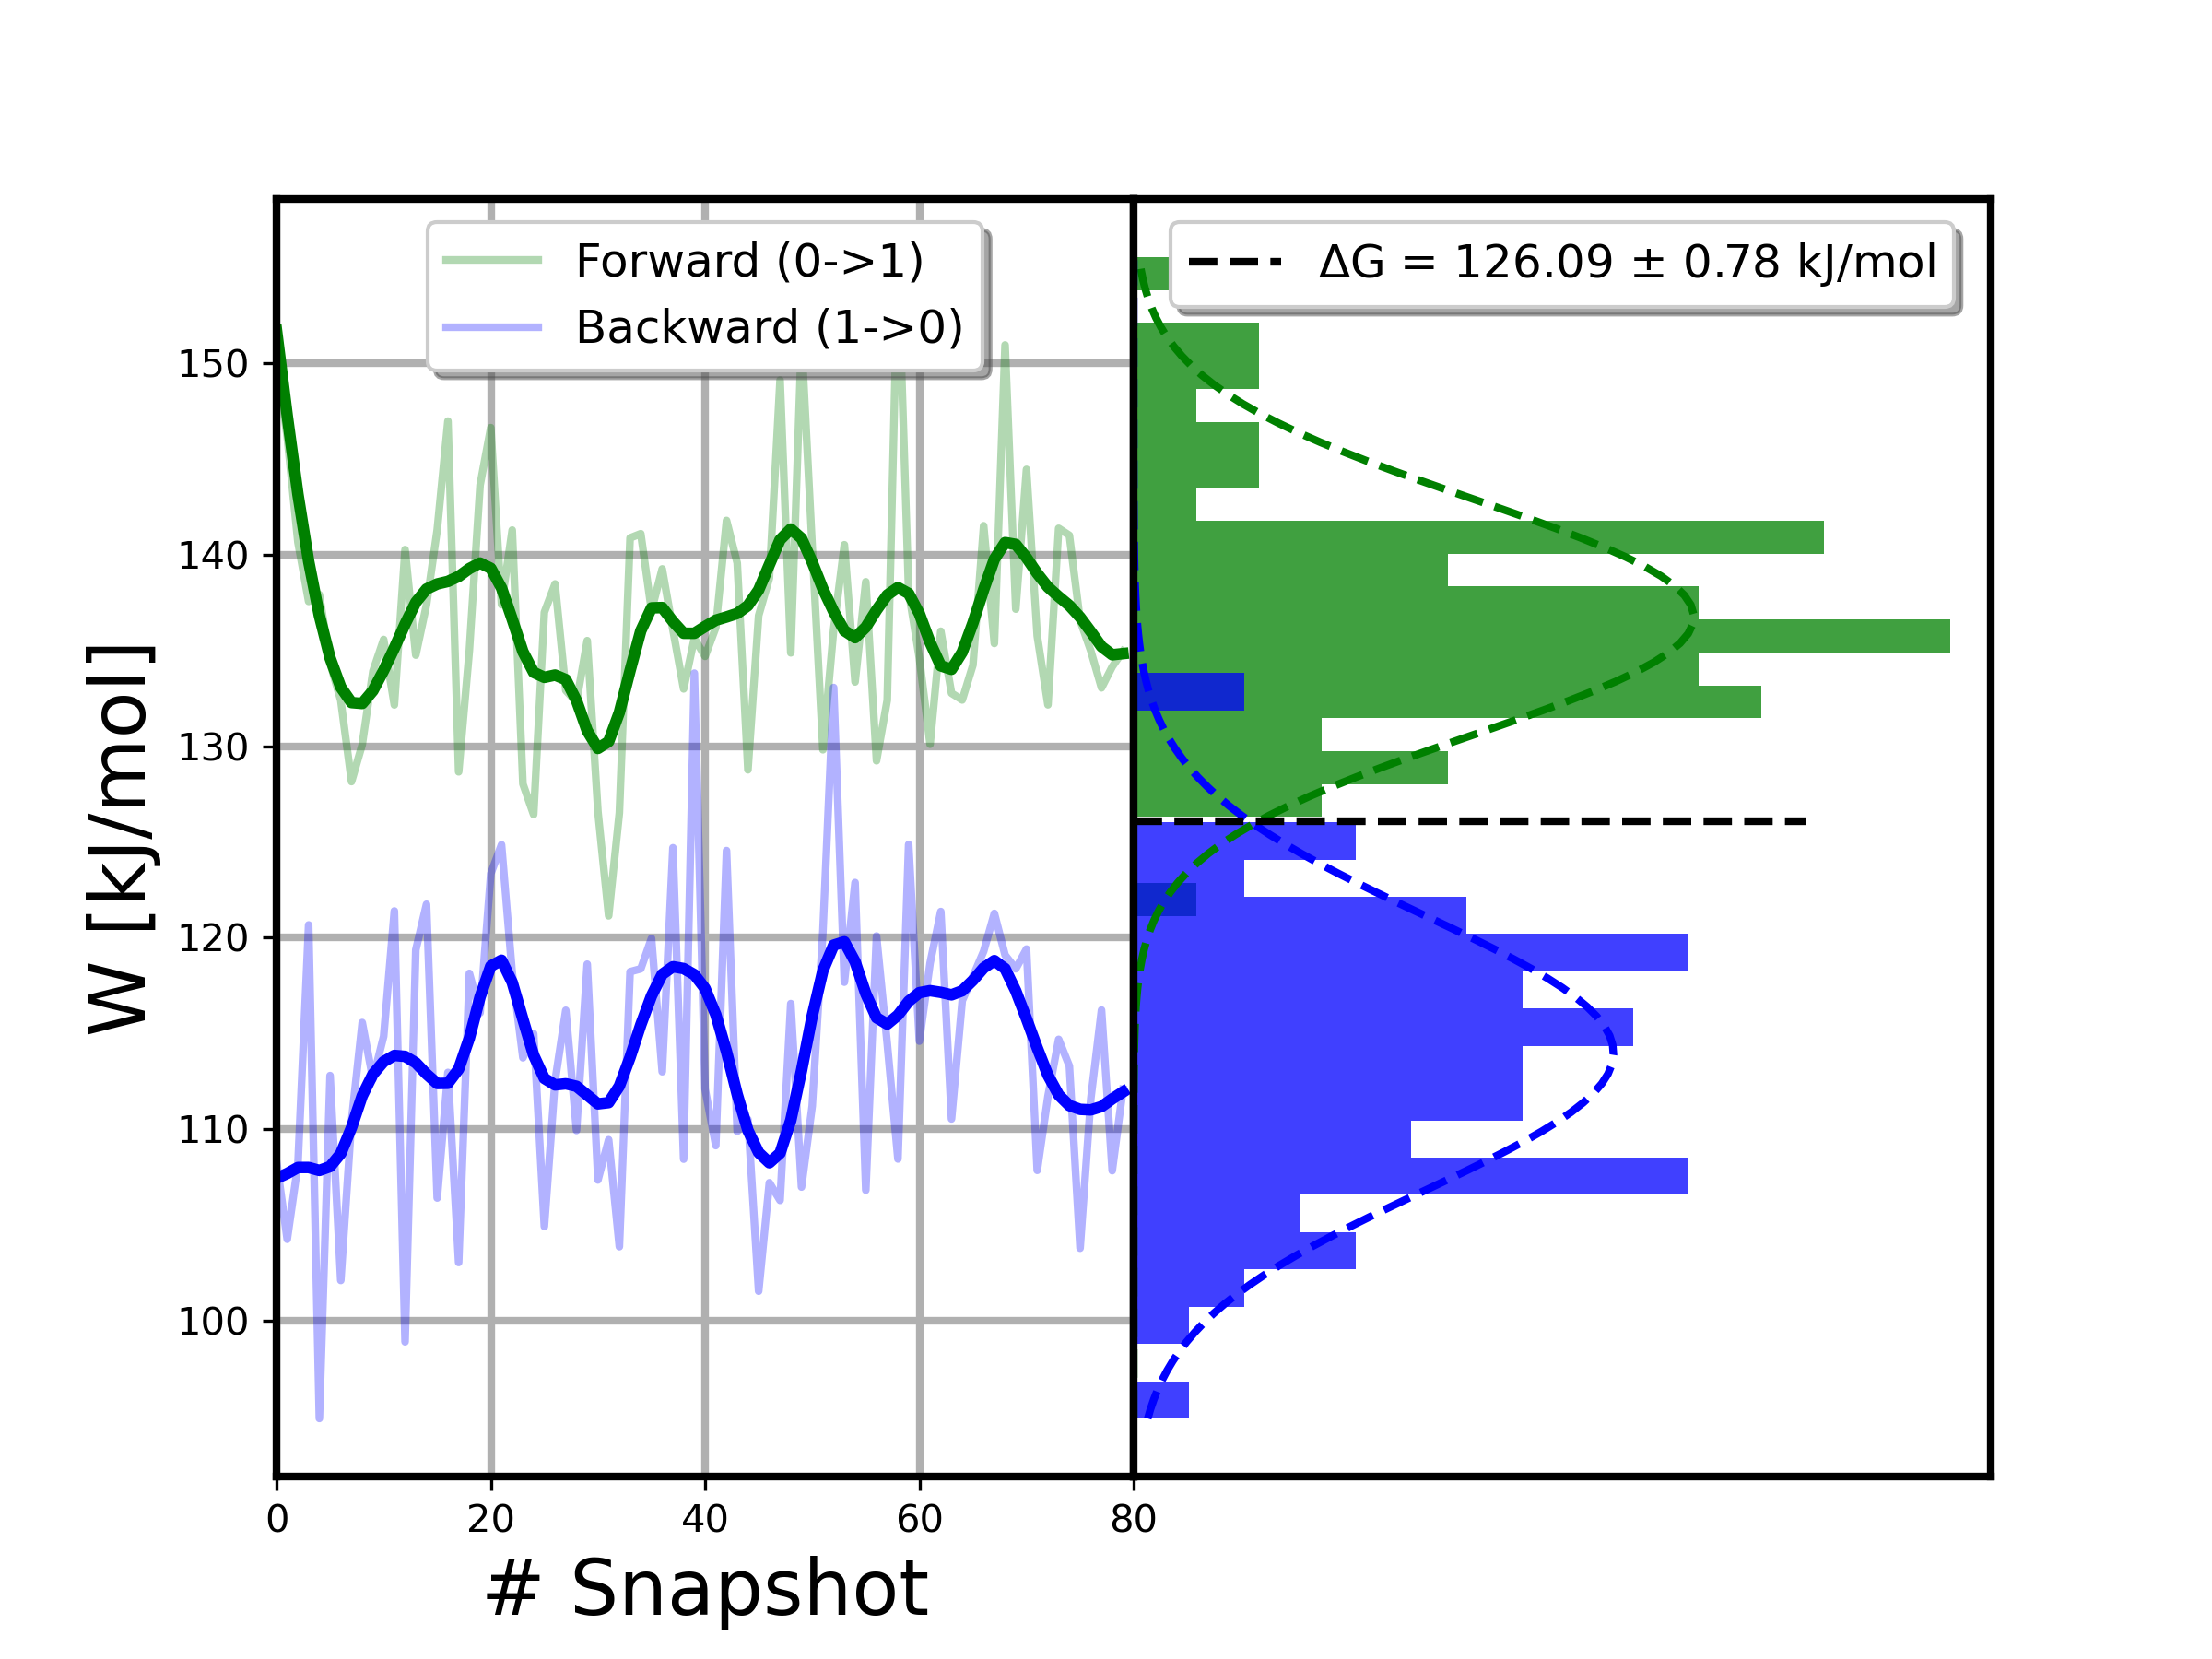 Forward (0->1)
Backward (1->0)
ΔG = 126.09 ± 0.78 kJ/mol
150
140
130
120
110
100
W [kJ/mol]
0 20 40 60 80
# Snapshot